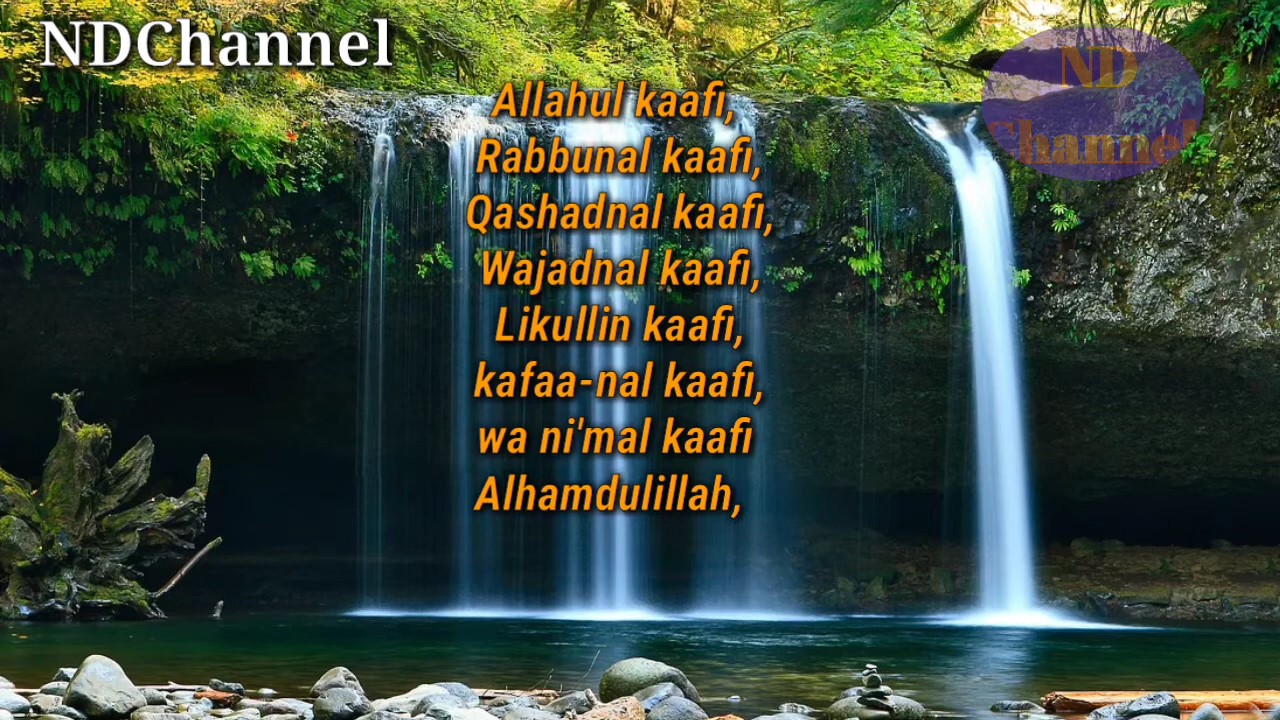 NDChannel
ND
Channel
Allahul kaafi,
Rabbunal kaafi,
Qashadnal kaafi,
Wajadnal kaafi,
Likullin kaafi,
kafaa-nal kaafi,
wa ni'mal kaafi
Alhamdulillah,